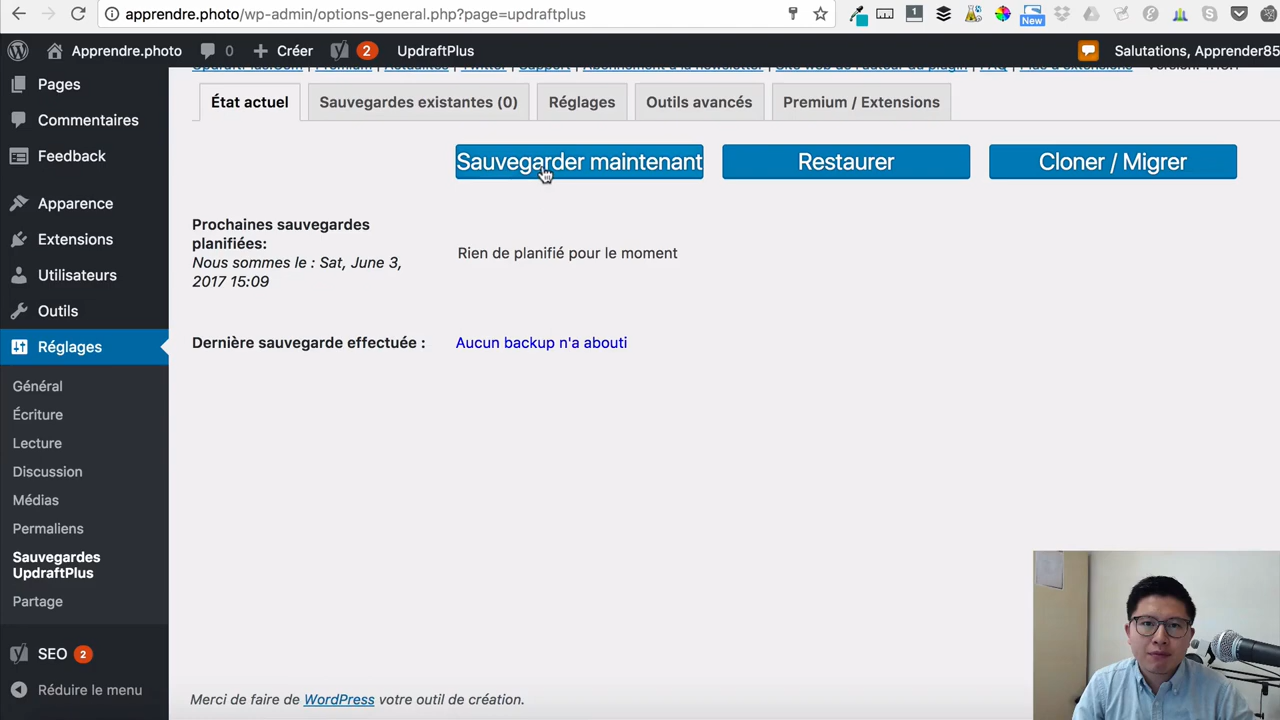 apprendre.photo/wp-admin/options-general.php?page=updraftplus
1
New
Apprendre.photo
0
Créer
2
UpdraftPlus
Salutations, Apprender85
Pages
Commentaires
Feedback
Apparence
Extensions
Utilisateurs
Outils
Réglages
Général
Écriture
Lecture
Discussion
Médias
Permaliens
Sauvegardes
UpdraftPlus
Partage
SEO 2
Réduire le menu
État actuel
Sauvegardes existantes (0)
Réglages
Outils avancés
Premium / Extensions
Sauvegarder maintenant
Restaurer
Cloner / Migrer
Prochaines sauvegardes
planifiées:
Nous sommes le : Sat, June 3,
2017 15:09
Rien de planifié pour le moment
Dernière sauvegarde effectuée :
Aucun backup n'a abouti
Merci de faire de WordPress votre outil de création.